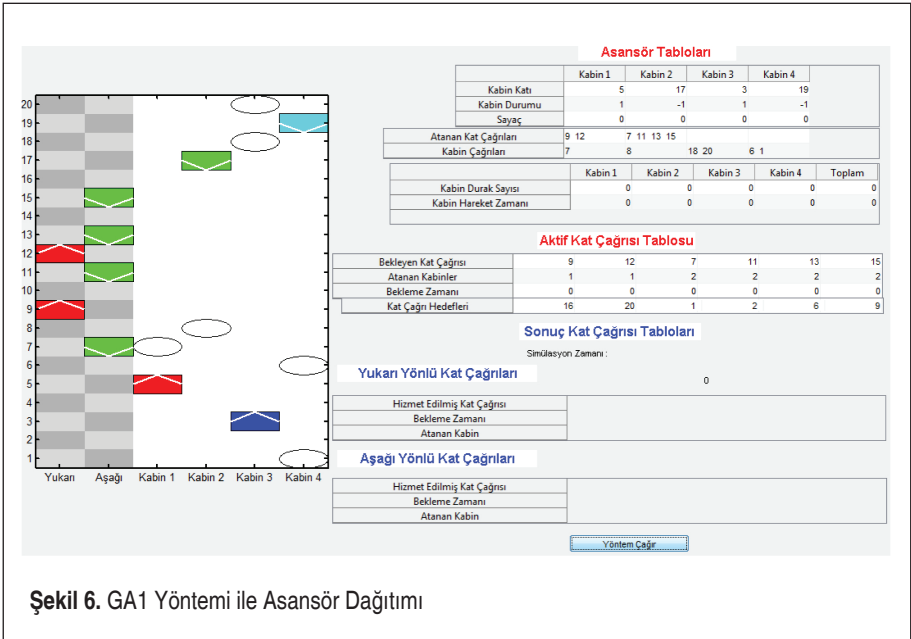 Asansör Tabloları
Kabin 1 Kabin 2 Kabin 3 Kabin 4
Kabin Katı 5 17 3 19
Kabin Durumu 1 -1 1 -1
Sayaç 0 0 0 0
Atanan Kat Çağrıları 9 12 7 11 13 15
Kabin Çağrıları 7 8 18 20 6 1
Kabin 1 Kabin 2 Kabin 3 Kabin 4 Toplam
Kabin Durak Sayısı 0 0 0 0 0
Kabin Hareket Zamanı 0 0 0 0 0
Aktif Kat Çağrısı Tablosu
Bekleyen Kat Çağrısı 9 12 7 11 13 15
Atanan Kabinler 1 1 2 2 2 2
Bekleme Zamanı 0 0 0 0 0 0
Kat Çağrı Hedefleri 16 20 1 2 6 9
Sonuç Kat Çağrısı Tabloları
Simülasyon Zamanı :
0
Yukarı Yönlü Kat Çağrıları
Hizmet Edilmiş Kat Çağrısı
Bekleme Zamanı
Atanan Kabin
Aşağı Yönlü Kat Çağrıları
Hizmet Edilmiş Kat Çağrısı
Bekleme Zamanı
Atanan Kabin
Yöntem Çağır
20
19
18
17
16
15
14
13
12
11
10
9
8
7
6
5
4
3
2
1
Yukarı Aşağı Kabin 1 Kabin 2 Kabin 3 Kabin 4
Şekil 6. GA1 Yöntemi ile Asansör Dağıtımı